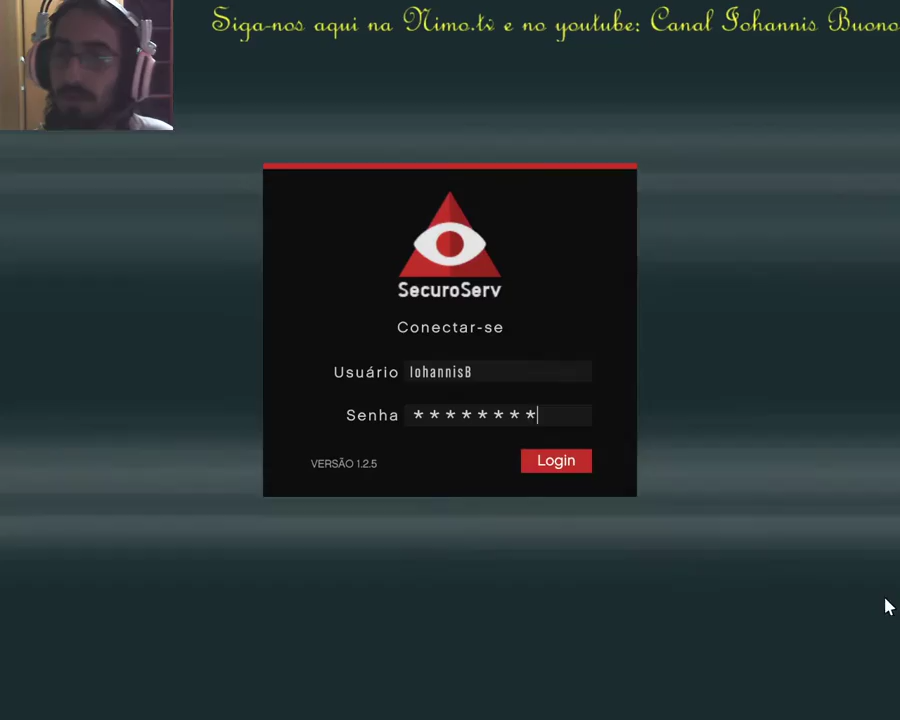 Siga-nos aqui na Nimo.tv e no youtube: Canal Iohannis Buono
SecuroServ
Conectar-se
Usuário IohannisB
Senha ********
VERSÃO 1.2.5 Login